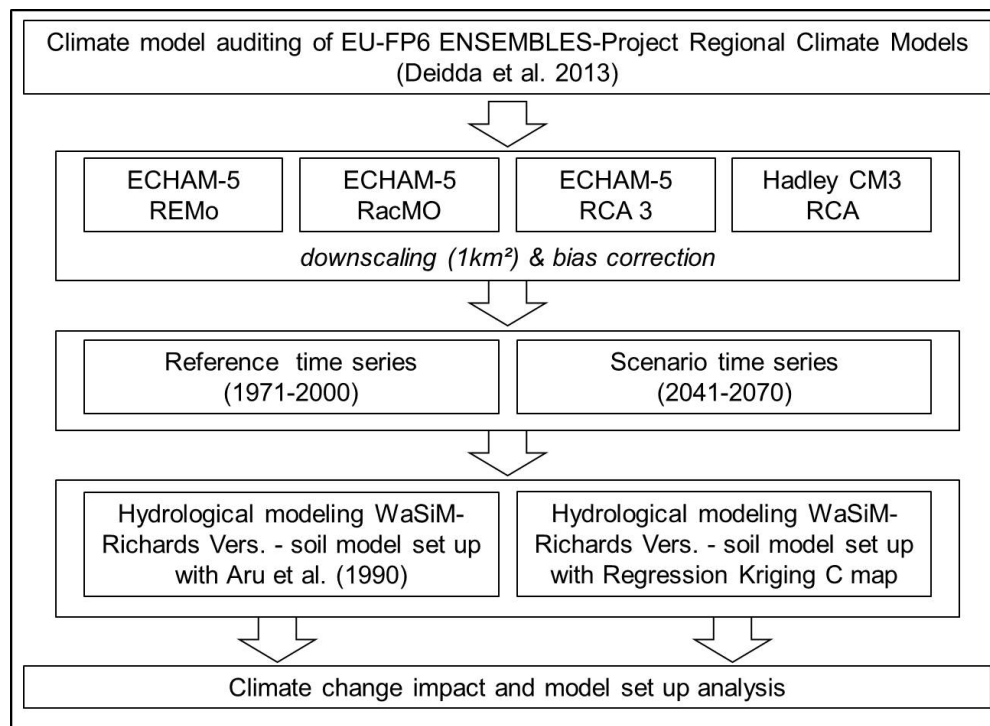 Climate model auditing of EU-FP6 ENSEMBLES-Project Regional Climate Models
(Deidda et al. 2013)
ECHAM-5
REMo
ECHAM-5
RacMO
ECHAM-5
RCA 3
Hadley CM3
RCA
downscaling (1km²) & bias correction
Reference time series
(1971-2000)
Scenario time series
(2041-2070)
Hydrological modeling WaSiM-
Richards Vers. - soil model set up
with Aru et al. (1990)
Hydrological modeling WaSiM-
Richards Vers. - soil model set up
with Regression Kriging C map
Climate change impact and model set up analysis